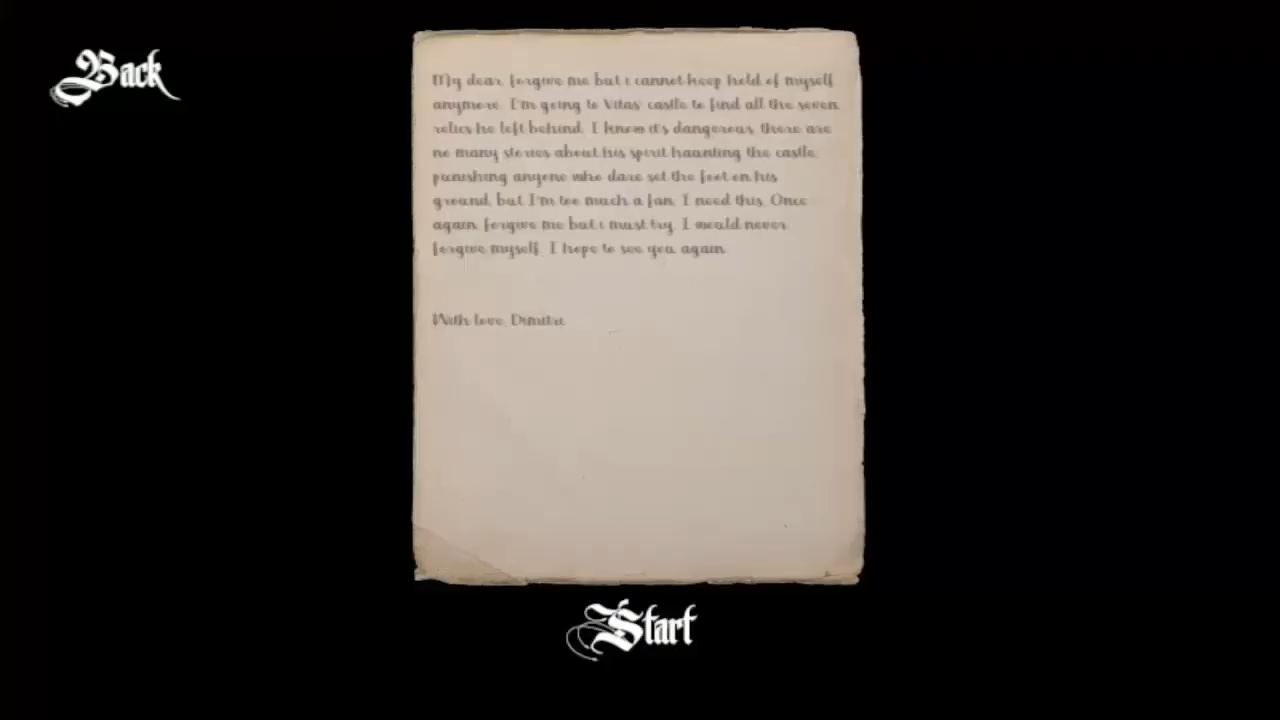 Back
My dear, forgive me but i cannot keep hold of myself
anymore. I'm going to Vitas' castle to find all the seven
relics he left behind. I know it's dangerous, there are
no many stories about his spirit haunting the castle,
punishing anyone who dare set the foot on his
ground, but I'm too much a fan. I need this. Once
again, forgive me but i must try. I would never
forgive myself. I hope to see you again.
With love, Dimitri
Start